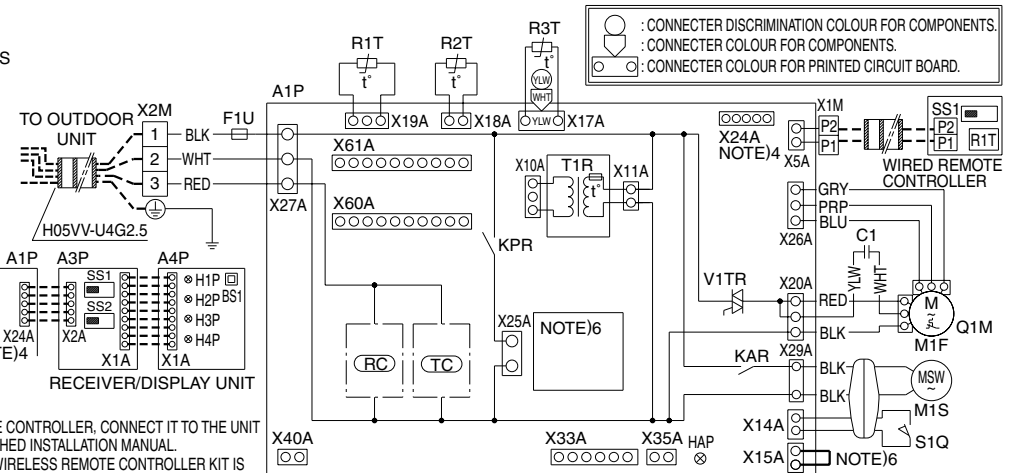 : CONNECTER DISCRIMINATION COLOUR FOR COMPONENTS.
: CONNECTER COLOUR FOR COMPONENTS.
: CONNECTER COLOUR FOR PRINTED CIRCUIT BOARD.
S
R1T
R2T
R3T
t°
t°
t°
YLW
WHT
YLW
A1P
X19A
X18A
X17A
TO OUTDOOR
UNIT
X2M
F1U
1
2
3
BLK
WHT
RED
X27A
H05VV-U4G2.5
X61A
X60A
X10A
T1R
t°
X11A
KPR
X24A
NOTE)4
X5A
X1M
P2
P1
SS1
P2
P1
R1T
WIRED REMOTE
CONTROLLER
GRY
PRP
BLU
X26A
C1
V1TR
X20A
RED
YLW
WHT
BLK
M
~
Q1M
M1F
A1P
X24A
TE)4
A3P
SS1
SS2
X2A
X1A
A4P
H1P
H2P
BS1
H3P
H4P
X1A
RECEIVER/DISPLAY UNIT
RC
TC
X25A
NOTE)6
KAR
X29A
BLK
BLK
MSW
~
M1S
X14A
S1Q
X15A
NOTE)6
E CONTROLLER, CONNECT IT TO THE UNIT
HED INSTALLATION MANUAL.
WIRELESS REMOTE CONTROLLER KIT IS
X40A
X33A
X35A
HAP